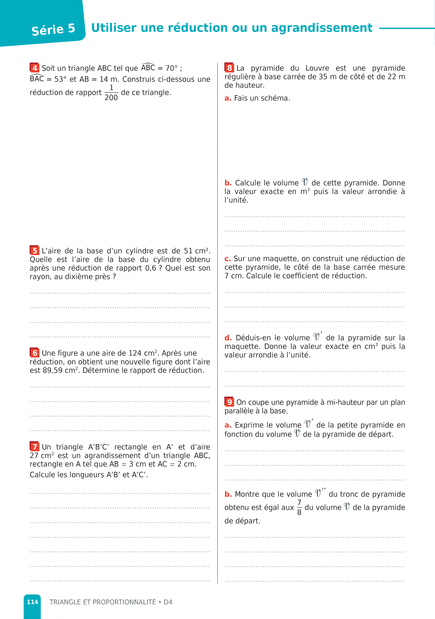 Série 5
Utiliser une réduction ou un agrandissement
4 Soit un triangle ABC tel que ABC = 70° ;
BAC = 53° et AB = 14 m. Construis ci-dessous une
réduction de rapport 1/200 de ce triangle.
5 L'aire de la base d'un cylindre est de 51 cm².
Quelle est l'aire de la base du cylindre obtenu
après une réduction de rapport 0,6 ? Quel est son
rayon, au dixième près ?
6 Une figure a une aire de 124 cm². Après une
réduction, on obtient une nouvelle figure dont l'aire
est 89,59 cm². Détermine le rapport de réduction.
7 Un triangle A'B'C' rectangle en A' et d'aire
27 cm² est un agrandissement d'un triangle ABC,
rectangle en A tel que AB = 3 cm et AC = 2 cm.
Calcule les longueurs A'B' et A'C'.
8 La pyramide du Louvre est une pyramide
régulière à base carrée de 35 m de côté et de 22 m
de hauteur.
a. Fais un schéma.
b. Calcule le volume V de cette pyramide. Donne
la valeur exacte en m³ puis la valeur arrondie à
l'unité.
c. Sur une maquette, on construit une réduction de
cette pyramide, le côté de la base carrée mesure
7 cm. Calcule le coefficient de réduction.
d. Déduis-en le volume V' de la pyramide sur la
maquette. Donne la valeur exacte en cm³ puis la
valeur arrondie à l'unité.
9 On coupe une pyramide à mi-hauteur par un plan
parallèle à la base.
a. Exprime le volume V' de la petite pyramide en
fonction du volume V de la pyramide de départ.
b. Montre que le volume V'' du tronc de pyramide
obtenu est égal aux 7/8 du volume V de la pyramide
de départ.
114 TRIANGLE ET PROPORTIONNALITÉ • D4